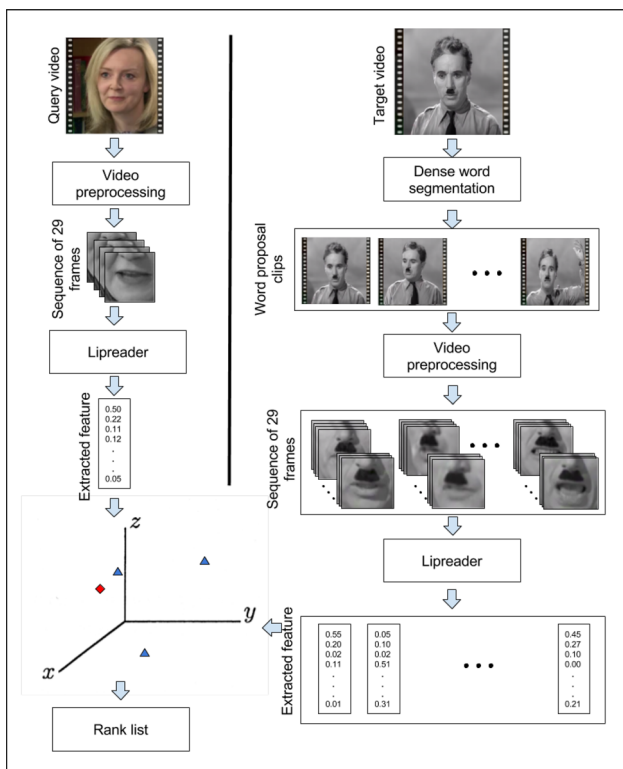 Query video
Video
preprocessing
Sequence of 29
frames
Lipreader
Extracted feature
0.50
0.22
0.11
0.12
.
.
.
0.05
Target video
Dense word
segmentation
Word proposal
clips
• • •
Video
preprocessing
Sequence of 29
frames
• • •
Lipreader
Extracted feature
0.55
0.20
0.02
0.11
.
.
.
0.01
0.05
0.10
0.02
0.51
.
.
.
0.31
• • •
0.45
0.27
0.10
0.00
.
.
.
0.21
z
y
x
Rank list